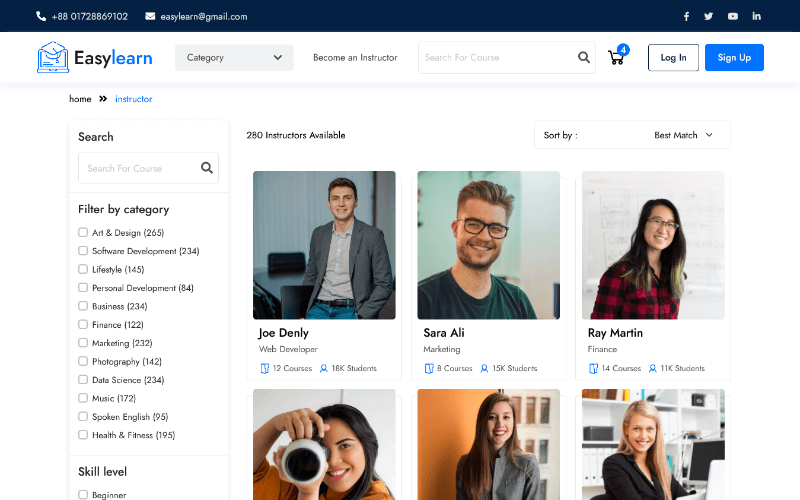 +88 01728869102 easylearn@gmail.com
Easylearn Category Become an Instructor Search For Course 4 Log In Sign Up
home instructor
Search
Search For Course
Filter by category
Art & Design (265)
Software Development (234)
Lifestyle (145)
Personal Development (84)
Business (234)
Finance (122)
Marketing (232)
Photography (142)
Data Science (234)
Music (172)
Spoken English (95)
Health & Fitness (195)
Skill level
Beginner
280 Instructors Available Sort by : Best Match
Joe Denly
Web Developer
12 Courses 18K Students
Sara Ali
Marketing
8 Courses 15K Students
Ray Martin
Finance
14 Courses 11K Students